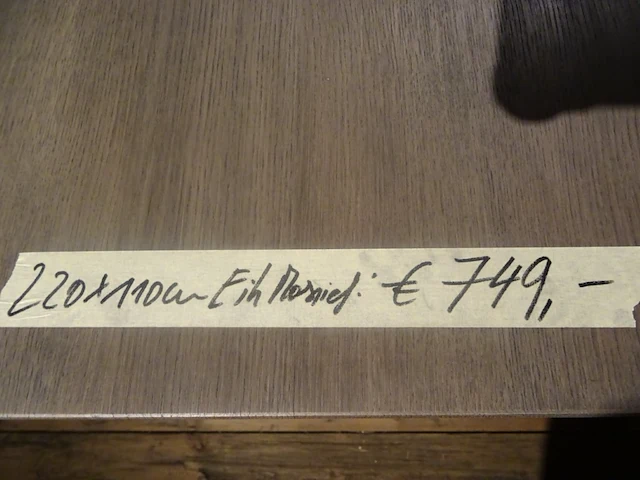 220x110cm Eik Massief: € 749,-